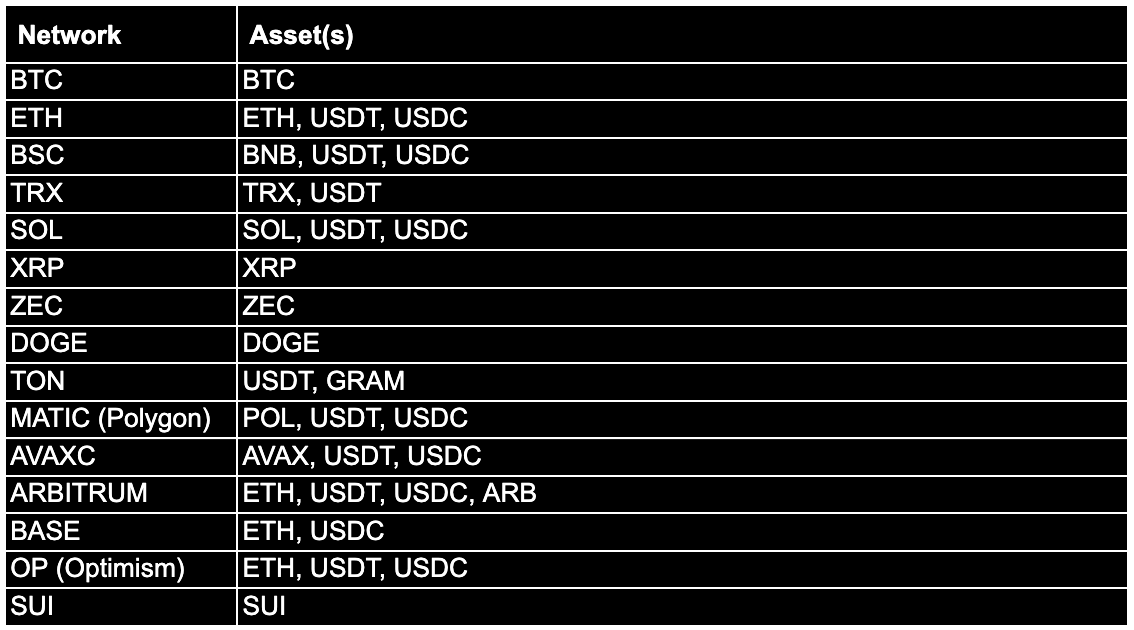 Network Asset(s)
BTC BTC
ETH ETH, USDT, USDC
BSC BNB, USDT, USDC
TRX TRX, USDT
SOL SOL, USDT, USDC
XRP XRP
ZEC ZEC
DOGE DOGE
TON USDT, GRAM
MATIC (Polygon) POL, USDT, USDC
AVAXC AVAX, USDT, USDC
ARBITRUM ETH, USDT, USDC, ARB
BASE ETH, USDC
OP (Optimism) ETH, USDT, USDC
SUI SUI